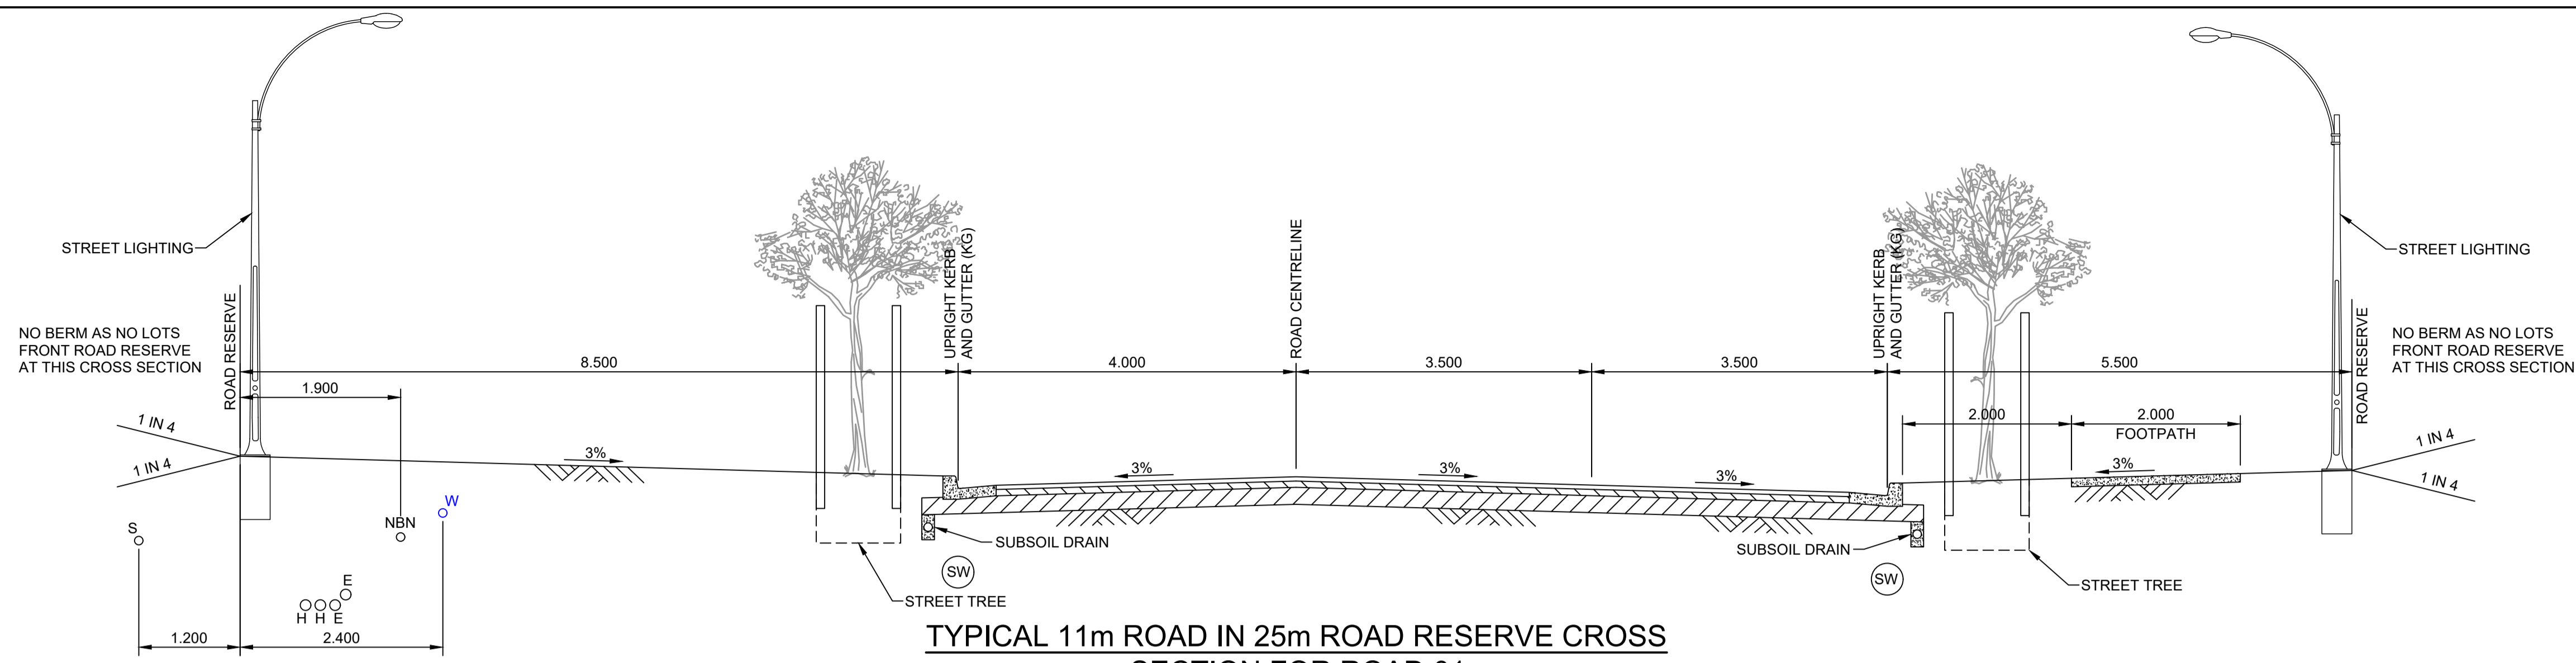 STREET LIGHTING
NO BERM AS NO LOTS
FRONT ROAD RESERVE
AT THIS CROSS SECTION
ROAD RESERVE
8.500
1.900
1 IN 4
1 IN 4
3%
S
NBN
W
E
H H E
1.200
2.400
UPRIGHT KERB
AND GUTTER (KG)
4.000
ROAD CENTRELINE
3.500
3.500
3%
3%
3%
SUBSOIL DRAIN
SW
STREET TREE
UPRIGHT KERB
AND GUTTER (KG)
5.500
2.000
2.000
FOOTPATH
3%
SUBSOIL DRAIN
SW
STREET TREE
STREET LIGHTING
ROAD RESERVE
NO BERM AS NO LOTS
FRONT ROAD RESERVE
AT THIS CROSS SECTION
1 IN 4
1 IN 4
TYPICAL 11m ROAD IN 25m ROAD RESERVE CROSS
SECTION FOR ROAD